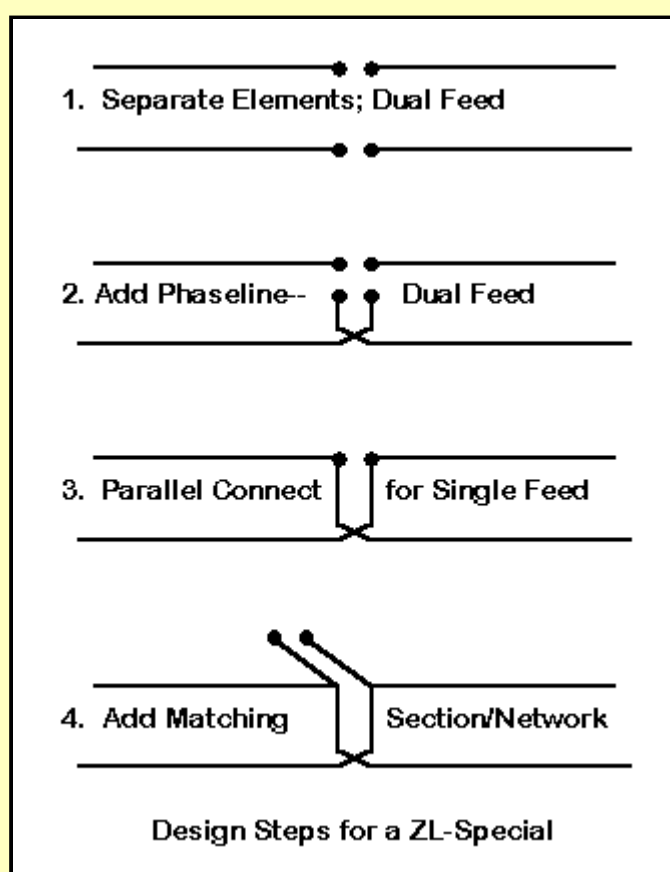 1. Separate Elements; Dual Feed
2. Add Phaseline-- Dual Feed
3. Parallel Connect for Single Feed
4. Add Matching Section/Network
Design Steps for a ZL-Special